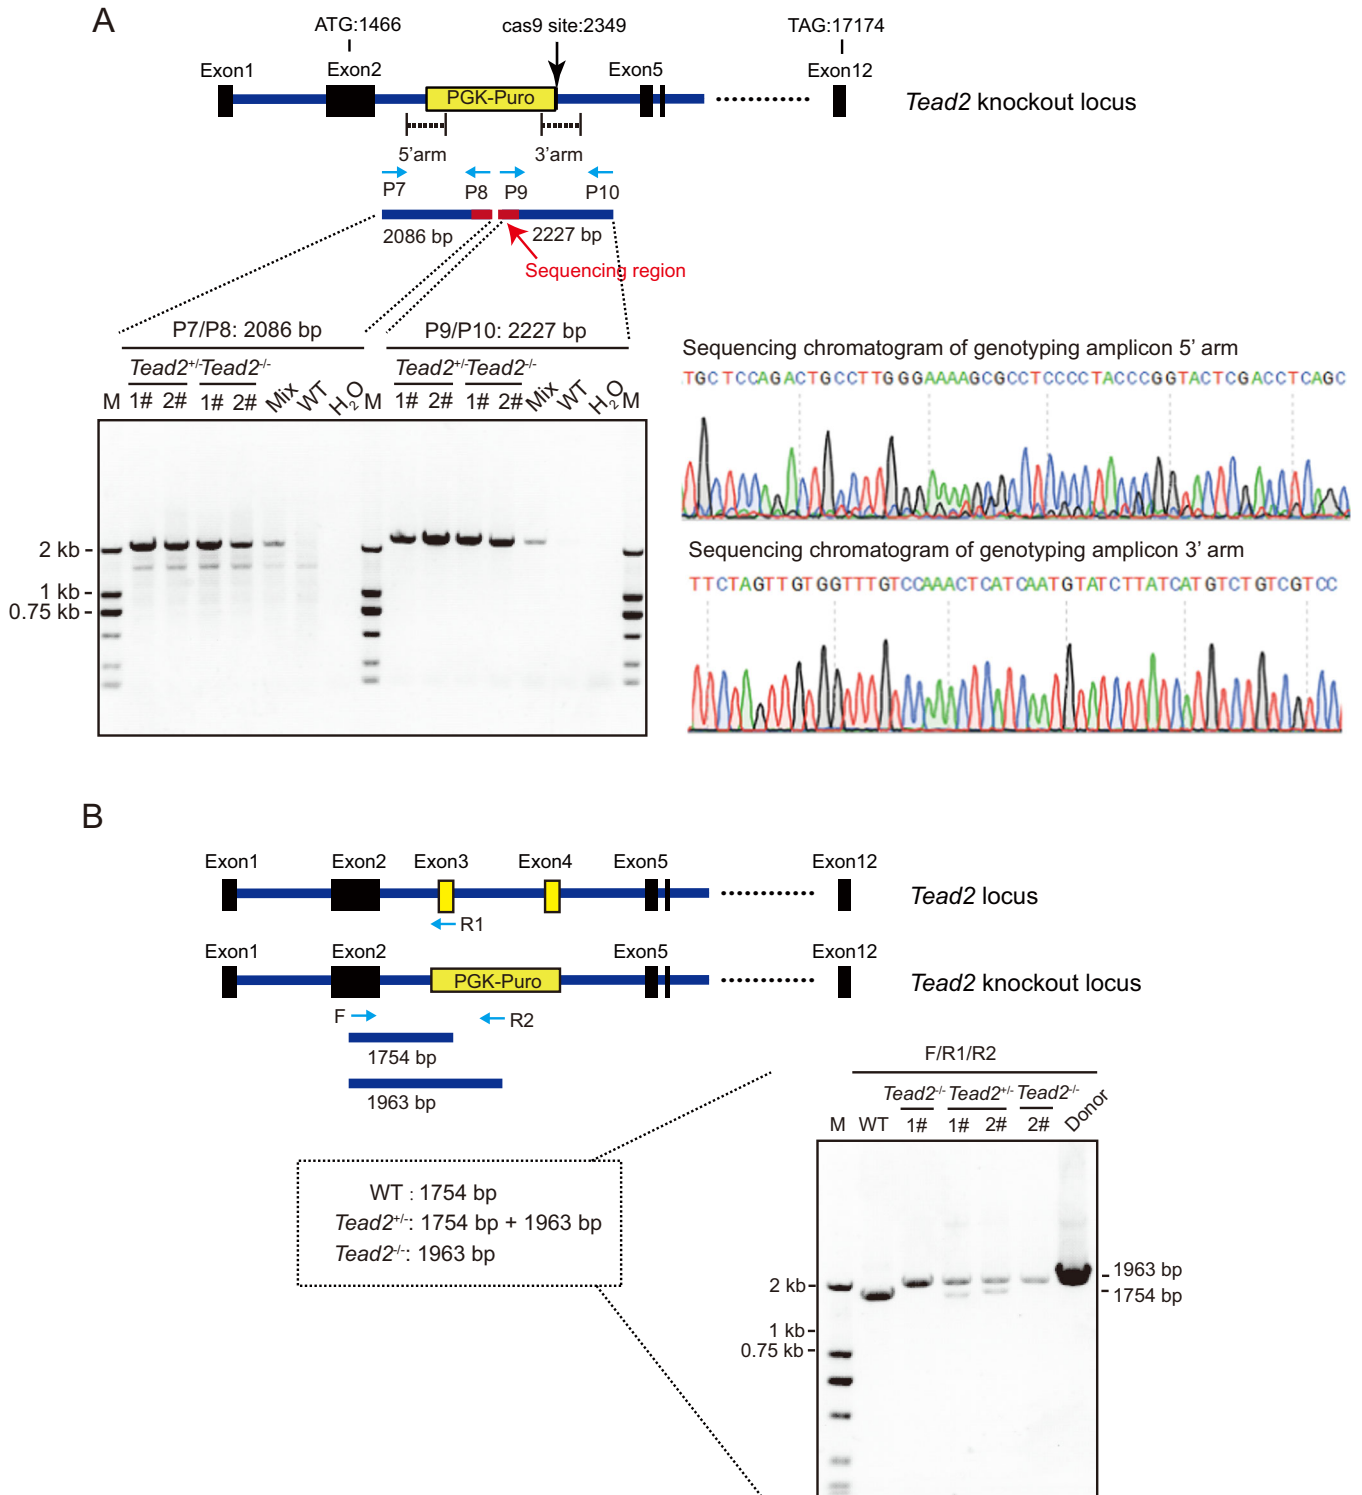 A
ATG:1466 cas9 site:2349 TAG:17174
Exon1 Exon2 Exon5 Exon12
PGK-Puro
Tead2 knockout locus
5'arm 3'arm
P7 P8 P9 P10
2086 bp 2227 bp
Sequencing region
P7/P8: 2086 bp P9/P10: 2227 bp
Tead2+/- Tead2-/- Tead2+/- Tead2-/-
M 1# 2# 1# 2# Mix WT H2O M 1# 2# 1# 2# Mix WT H2O M
2 kb
1 kb
0.75 kb
Sequencing chromatogram of genotyping amplicon 5' arm
TGCTCCAGACTGCCTTGGGAAAAGCGCCTCCCCTACCCGGTACTCGACCTCAGC
Sequencing chromatogram of genotyping amplicon 3' arm
TTCTAGTTGTGGTTTGTCCAAACTCATCAATGTATCTTATCATGTCTGTCGTCC
B
Exon1 Exon2 Exon3 Exon4 Exon5 Exon12
Tead2 locus
R1
Exon1 Exon2 Exon5 Exon12
PGK-Puro
Tead2 knockout locus
F R2
1754 bp
1963 bp
WT : 1754 bp
Tead2+/-: 1754 bp + 1963 bp
Tead2-/-: 1963 bp
F/R1/R2
Tead2-/- Tead2+/- Tead2-/-
M WT 1# 1# 2# 2# Donor
2 kb
1 kb
0.75 kb
1963 bp
1754 bp